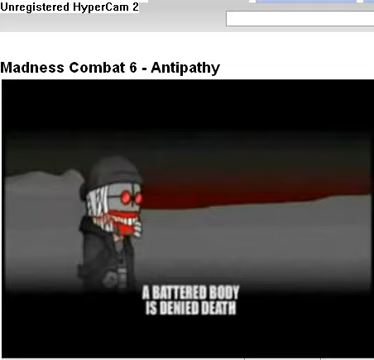 Unregistered HyperCam 2
Madness Combat 6 - Antipathy
A BATTERED BODY
IS DENIED DEATH